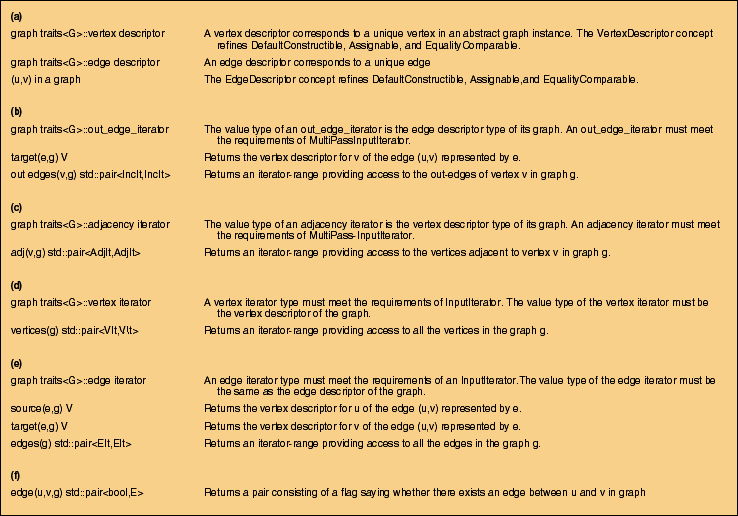 (a)
graph traits<G>::vertex descriptor A vertex descriptor corresponds to a unique vertex in an abstract graph instance. The VertexDescriptor concept
refines DefaultConstructible, Assignable, and EqualityComparable.
graph traits<G>::edge descriptor An edge descriptor corresponds to a unique edge
(u,v) in a graph The EdgeDescriptor concept refines DefaultConstructible, Assignable,and EqualityComparable.
(b)
graph traits<G>::out_edge_iterator The value type of an out_edge_iterator is the edge descriptor type of its graph. An out_edge_iterator must meet
the requirements of MultiPassInputIterator.
target(e,g) V Returns the vertex descriptor for v of the edge (u,v) represented by e.
out edges(v,g) std::pair<IncIt,IncIt> Returns an iterator-range providing access to the out-edges of vertex v in graph g.
(c)
graph traits<G>::adjacency iterator The value type of an adjacency iterator is the vertex descriptor type of its graph. An adjacency iterator must meet
the requirements of MultiPass-InputIterator.
adj(v,g) std::pair<AdjIt,AdjIt> Returns an iterator-range providing access to the vertices adjacent to vertex v in graph g.
(d)
graph traits<G>::vertex iterator A vertex iterator type must meet the requirements of InputIterator. The value type of the vertex iterator must be
the vertex descriptor of the graph.
vertices(g) std::pair<VIt,V\t> Returns an iterator-range providing access to all the vertices in the graph g.
(e)
graph traits<G>::edge iterator An edge iterator type must meet the requirements of an InputIterator.The value type of the edge iterator must be
the same as the edge descriptor of the graph.
source(e,g) V Returns the vertex descriptor for u of the edge (u,v) represented by e.
target(e,g) V Returns the vertex descriptor for v of the edge (u,v) represented by e.
edges(g) std::pair<EIt,EIt> Returns an iterator-range providing access to all the edges in the graph g.
(f)
edge(u,v,g) std::pair<bool,E> Returns a pair consisting of a flag saying whether there exists an edge between u and v in graph